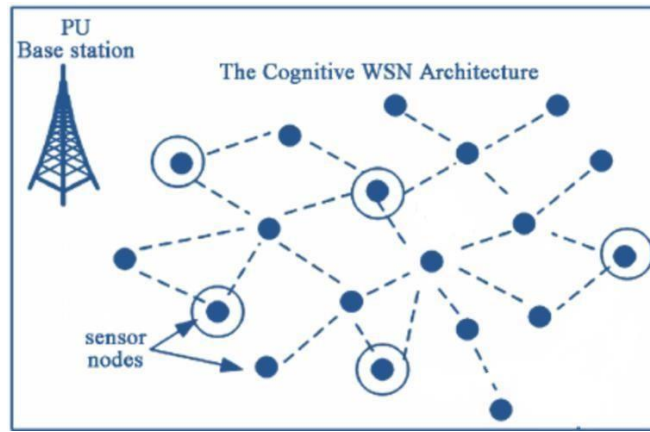 PU
Base station
The Cognitive WSN Architecture
sensor
nodes